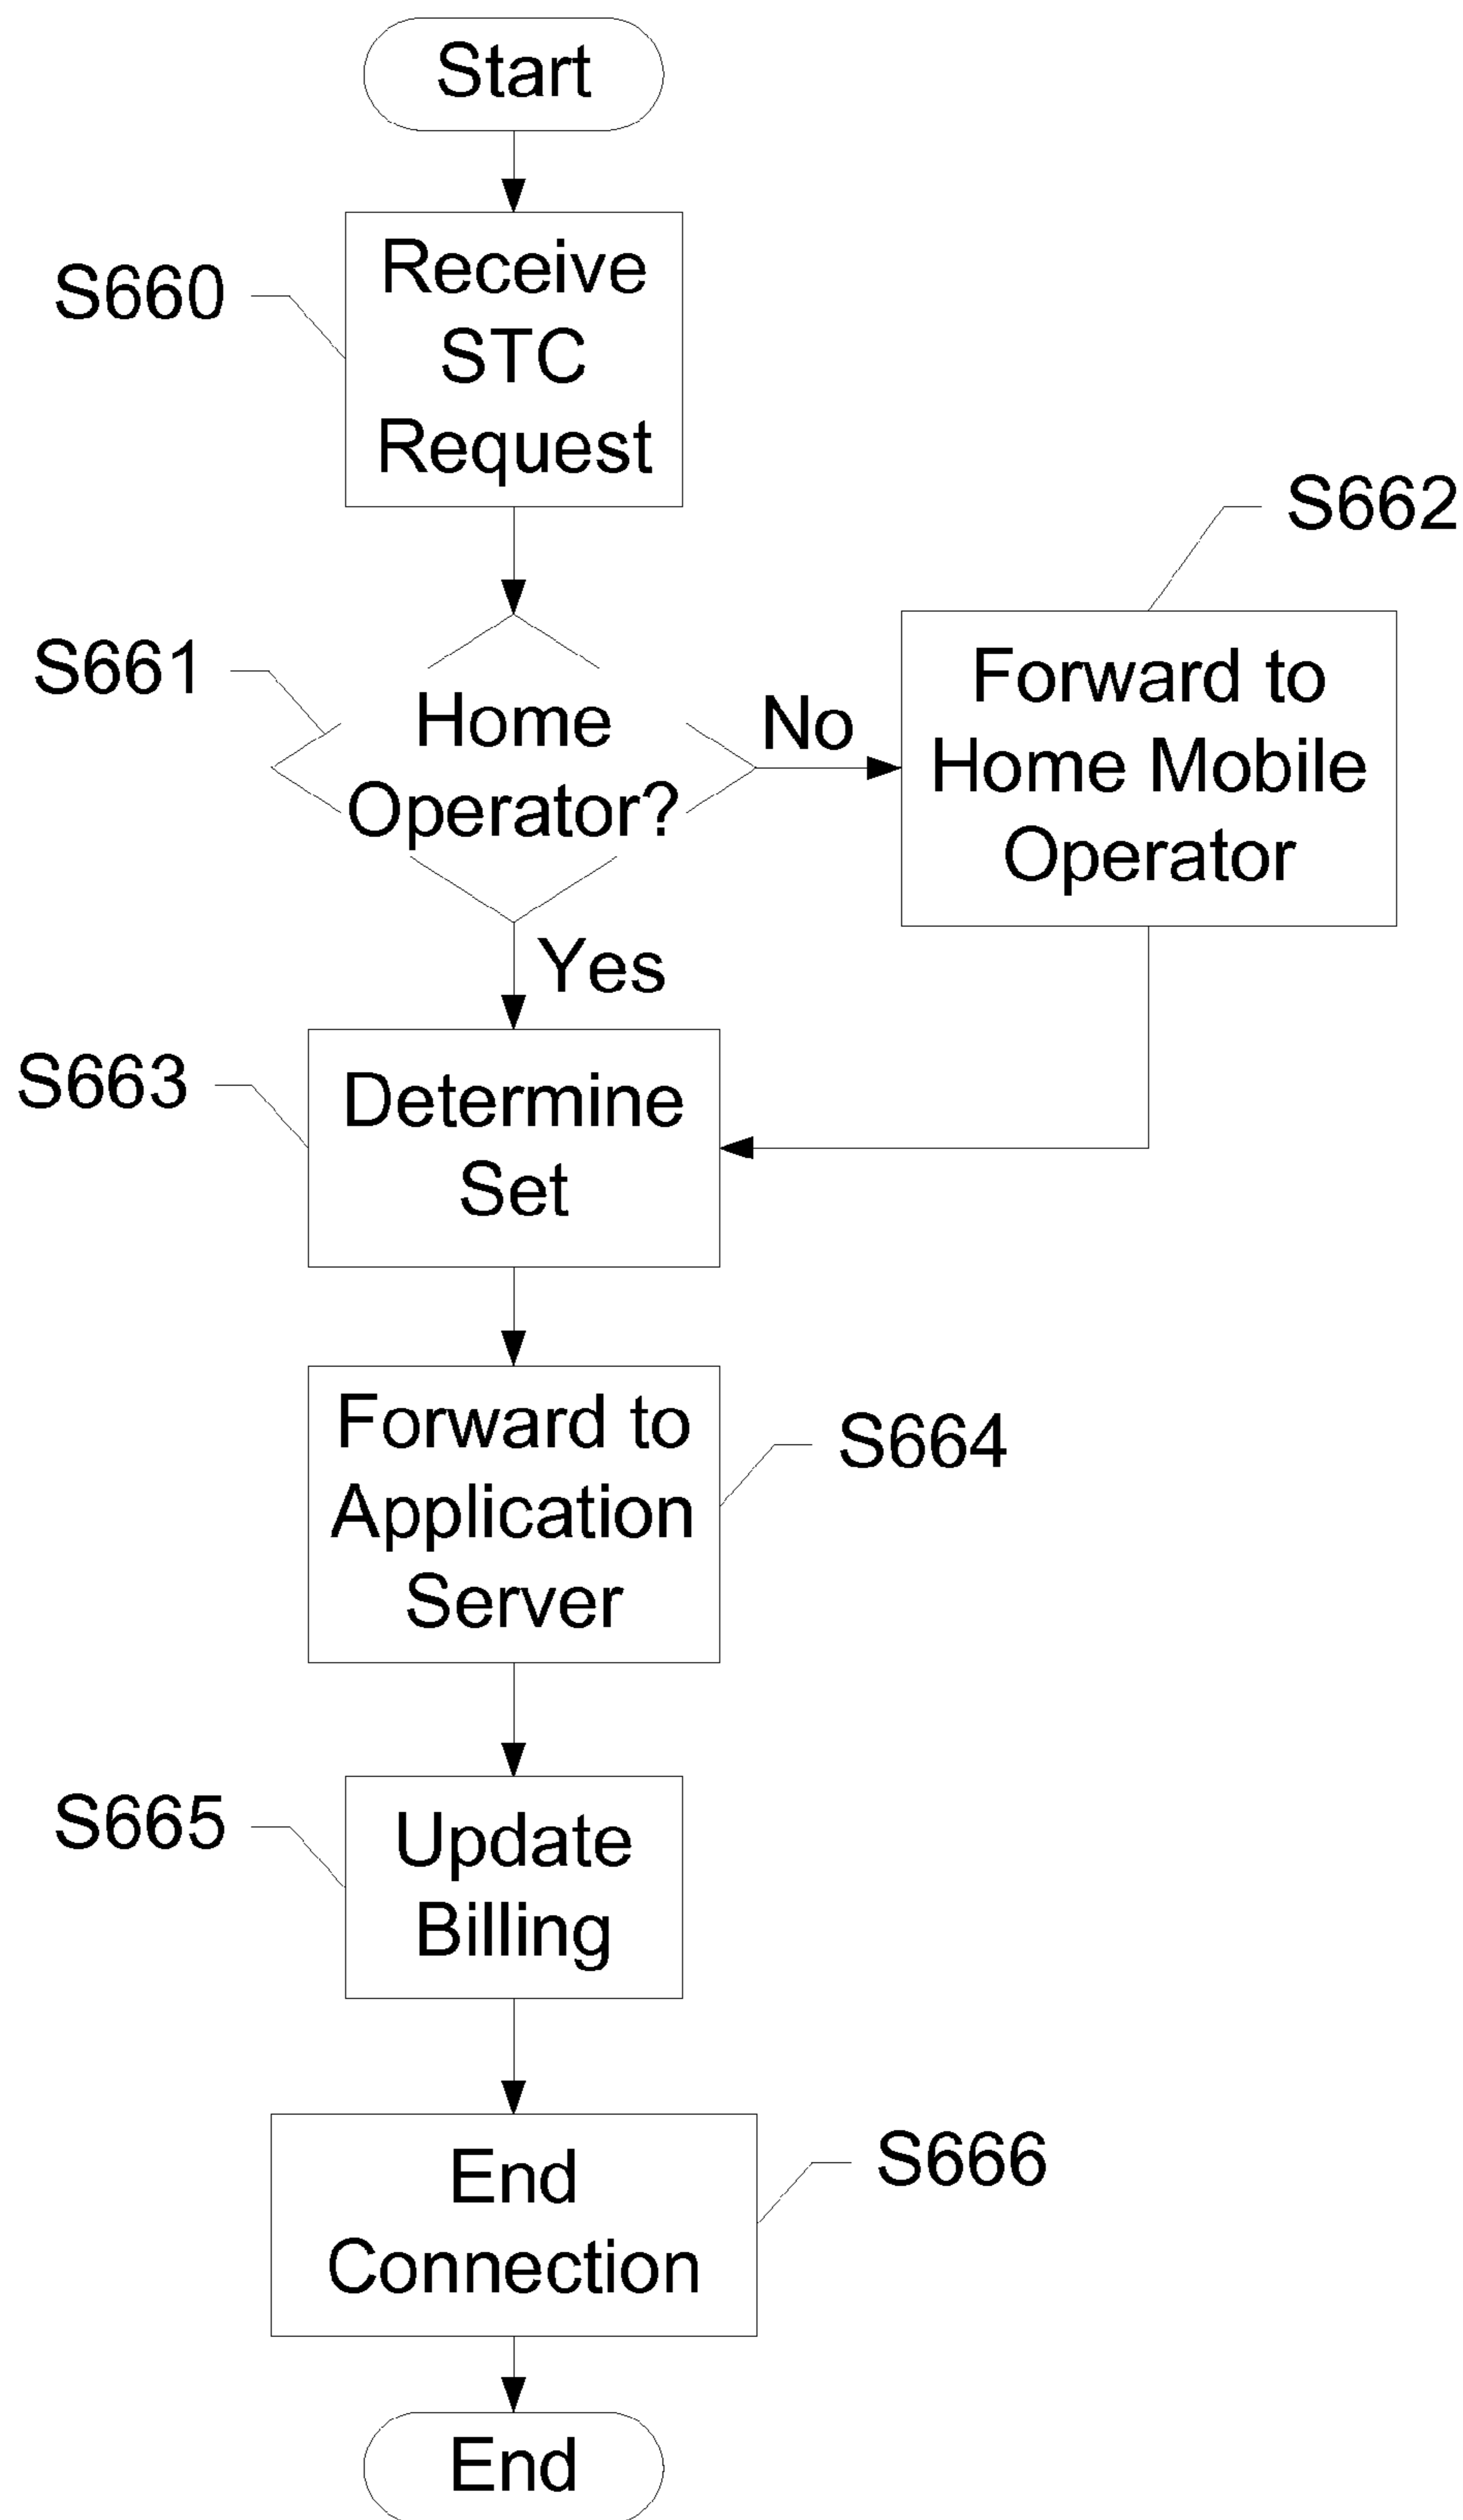 Start
S660
Receive
STC
Request
S662
S661
Home
Operator?
No
Forward to
Home Mobile
Operator
Yes
S663
Determine
Set
Forward to
Application
Server
S664
S665
Update
Billing
End
Connection
S666
End